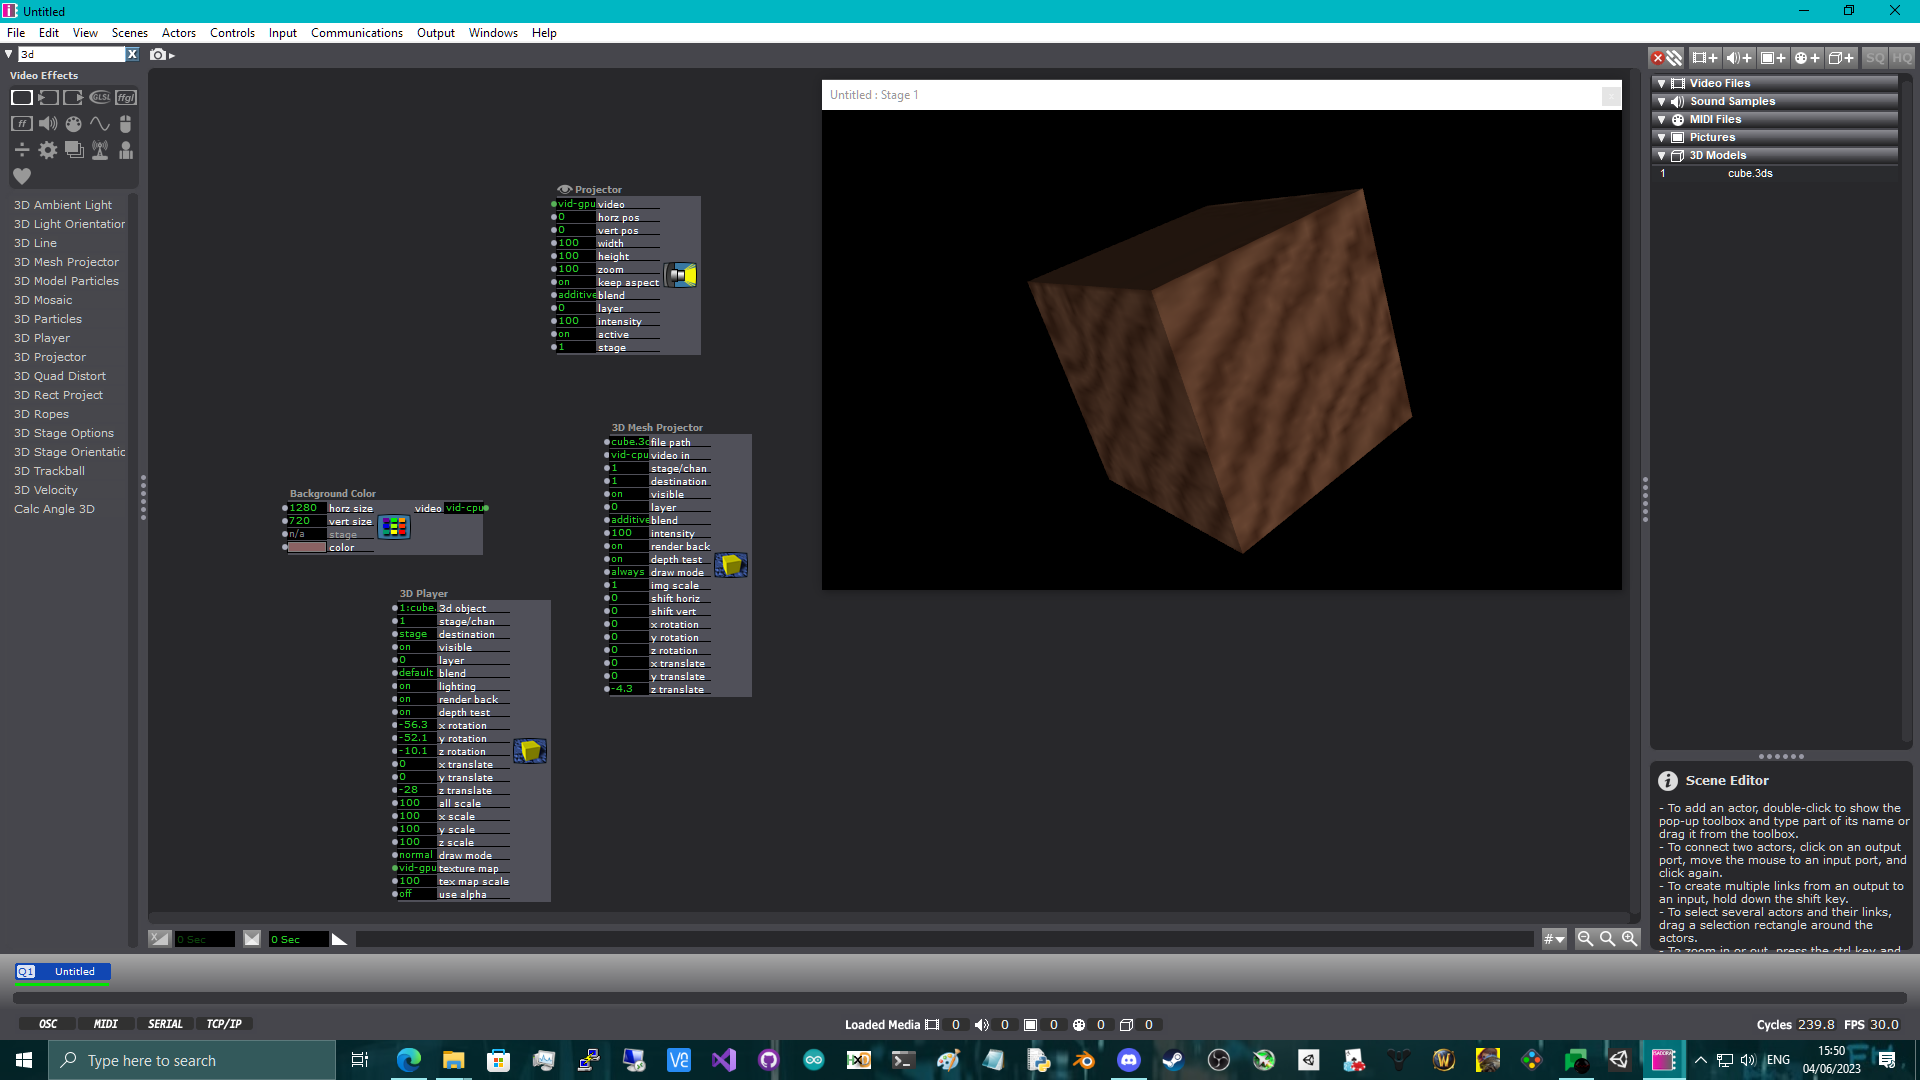 Untitled
File Edit View Scenes Actors Controls Input Communications Output Windows Help
3d
Video Effects
GLSL
ffgl
ff
3D Ambient Light
3D Light Orientation
3D Line
3D Mesh Projector
3D Model Particles
3D Mosaic
3D Particles
3D Player
3D Projector
3D Quad Distort
3D Rect Project
3D Ropes
3D Stage Options
3D Stage Orientatic
3D Trackball
3D Velocity
Calc Angle 3D
Projector
vid-gpu video
0 horz pos
0 vert pos
100 width
100 height
100 zoom
on keep aspect
additive blend
0 layer
100 intensity
on active
1 stage
Background Color
1280 horz size video vid-cpu
720 vert size
n/a stage
color
3D Mesh Projector
cube.3d file path
vid-cpu video in
1 stage/chan
1 destination
on visible
0 layer
additive blend
100 intensity
on render back
on depth test
always draw mode
1 img scale
0 shift horiz
0 shift vert
0 x rotation
0 y rotation
0 z rotation
0 x translate
0 y translate
-4.3 z translate
3D Player
1:cube. 3d object
1 stage/chan
stage destination
on visible
0 layer
default blend
on lighting
on render back
on depth test
-56.3 x rotation
-52.1 y rotation
-10.1 z rotation
0 x translate
0 y translate
-28 z translate
100 all scale
100 x scale
100 y scale
100 z scale
normal draw mode
vid-gpu texture map
100 tex map scale
off use alpha
Untitled : Stage 1
SQ HQ
Video Files
Sound Samples
MIDI Files
Pictures
3D Models
1 cube.3ds
Scene Editor
- To add an actor, double-click to show the
pop-up toolbox and type part of its name or
drag it from the toolbox.
- To connect two actors, click on an output
port, move the mouse to an input port, and
click again.
- To create multiple links from an output to
an input, hold down the shift key.
- To select several actors and their links,
drag a selection rectangle around the
actors.
- To zoom in or out, press the ctrl key and
0 Sec 0 Sec
#
Q1 Untitled
OSC MIDI SERIAL TCP/IP
Loaded Media 0 0 0 0 0
Cycles 239.8 FPS 30.0
Type here to search
ENG
15:50
04/06/2023